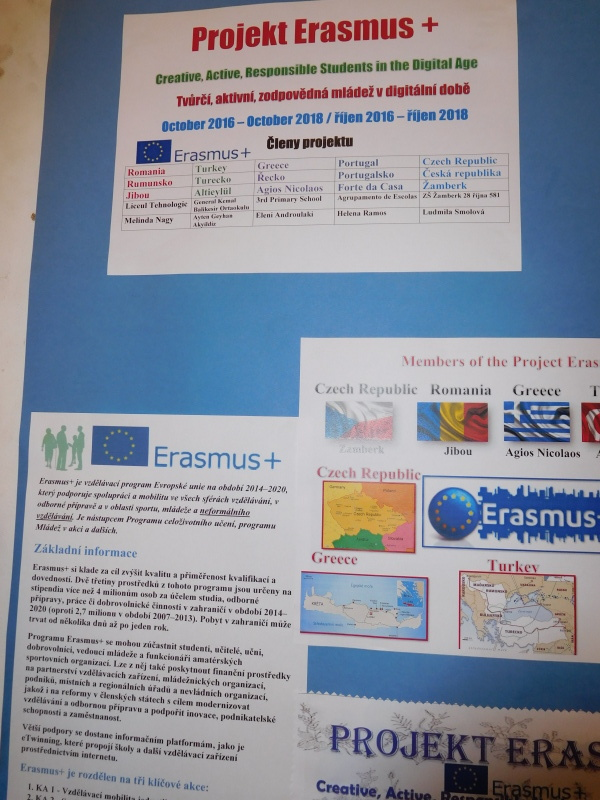 Projekt Erasmus +
Creative, Active, Responsible Students in the Digital Age
Tvůrčí, aktivní, zodpovědná mládež v digitální době
October 2016 – October 2018 / říjen 2016 – říjen 2018
Členy projektu
Erasmus+
Romania Turkey Greece Portugal Czech Republic
Rumunsko Turecko Řecko Portugalsko Česká republika
Jibou Altieylül Agios Nicolaos Forte da Casa Žamberk
Liceul Tehnologic General Kemal Balikesir Ortaokulu 3rd Primary School Agrupamento de Escolas ZŠ Žamberk 28 října 581
Melinda Nagy Ayten Gayhan Akyildiz Eleni Androulaki Helena Ramos Ludmila Smolová
Members of the Project Eras
Czech Republic Romania Greece T
Žamberk Jibou Agios Nicolaos A
Czech Republic
Erasmus+
Greece Turkey
Erasmus+
Erasmus+ je vzdělávací program Evropské unie na období 2014–2020,
který podporuje spolupráci a mobilitu ve všech sférách vzdělávání, v
odborné přípravě a v oblasti sportu, mládeže a neformálního
vzdělávání. Je nástupcem Programu celoživotního učení, programu
Mládež v akci a dalších.
Základní informace
Erasmus+ si klade za cíl zvýšit kvalitu a přiměřenost kvalifikací a
dovedností. Dvě třetiny prostředků z tohoto programu jsou určeny na
stipendia více než 4 milionům osob za účelem studia, odborné
přípravy, práce či dobrovolnické činnosti v zahraničí v období 2014–
2020 (oproti 2,7 milionu v období 2007–2013). Pobyt v zahraničí může
trvat od několika dnů až po jeden rok.
Programu Erasmus+ se mohou zúčastnit studenti, učitelé, učni,
dobrovolníci, vedoucí mládeže a funkcionáři amatérských
sportovních organizací. Lze z něj také poskytnout finanční prostředky
na partnerství vzdělávacích zařízení, mládežnických organizací,
podniků, místních a regionálních úřadů a nevládních organizací,
jakož i na reformy v členských státech s cílem modernizovat
vzdělávání a odbornou přípravu a podpořit inovace, podnikatelské
schopnosti a zaměstnanost.
Větší podpory se dostane informačním platformám, jako je
eTwinning, které propojí školy a další vzdělávací zařízení
prostřednictvím internetu.
Erasmus+ je rozdělen na tři klíčové akce:
1. KA 1 - Vzdělávací mobilita
2. KA 2
PROJEKT ERAS
Erasmus+
Creative, Active, Respo